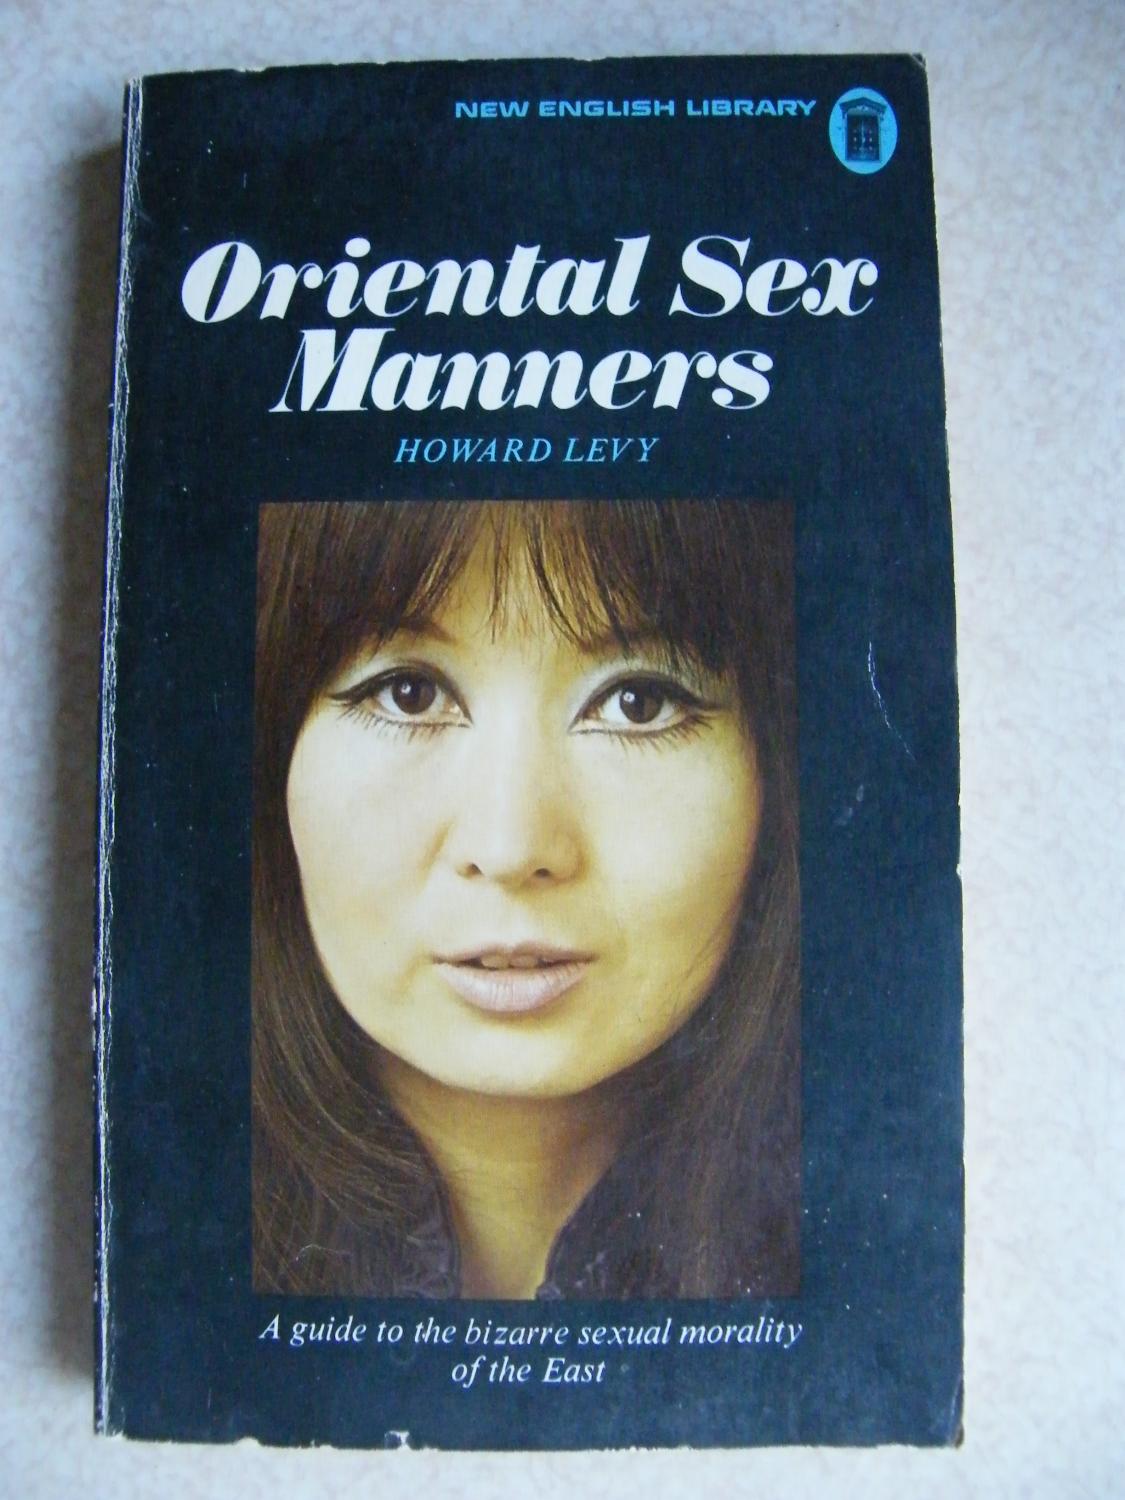 NEW ENGLISH LIBRARY
Oriental Sex
Manners
HOWARD LEVY
A guide to the bizarre sexual morality
of the East